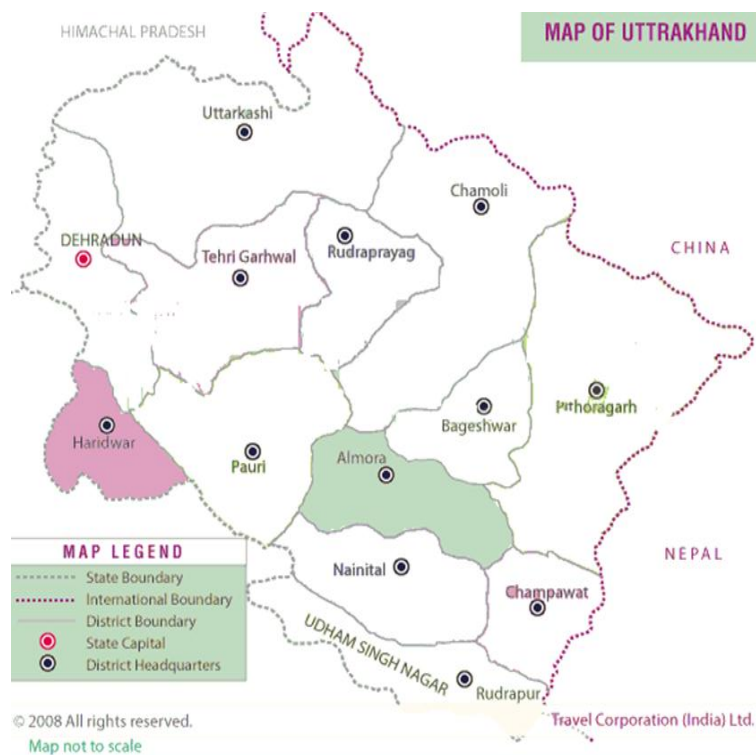 HIMACHAL PRADESH
MAP OF UTTRAKHAND
Uttarkashi
Chamoli
DEHRADUN
Tehri Garhwal
Rudraprayag
CHINA
Haridwar
Pauri
Almora
Bageshwar
Pithoragarh
NEPAL
Nainital
Champawat
UDHAM SINGH NAGAR
Rudrapur
MAP LEGEND
State Boundary
International Boundary
District Boundary
State Capital
District Headquarters
© 2008 All rights reserved.
Travel Corporation (India) Ltd.
Map not to scale